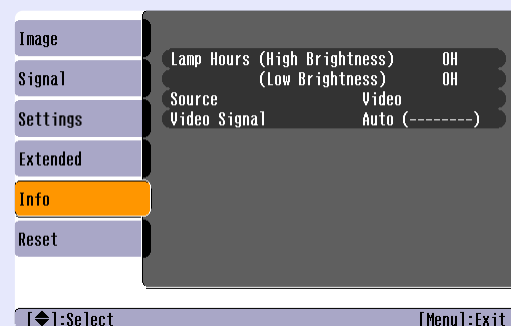 Image
Signal
Settings
Extended
Info
Reset
Lamp Hours (High Brightness) 0H
(Low Brightness) 0H
Source Video
Video Signal Auto (--------)
[◆]:Select [Menu]:Exit